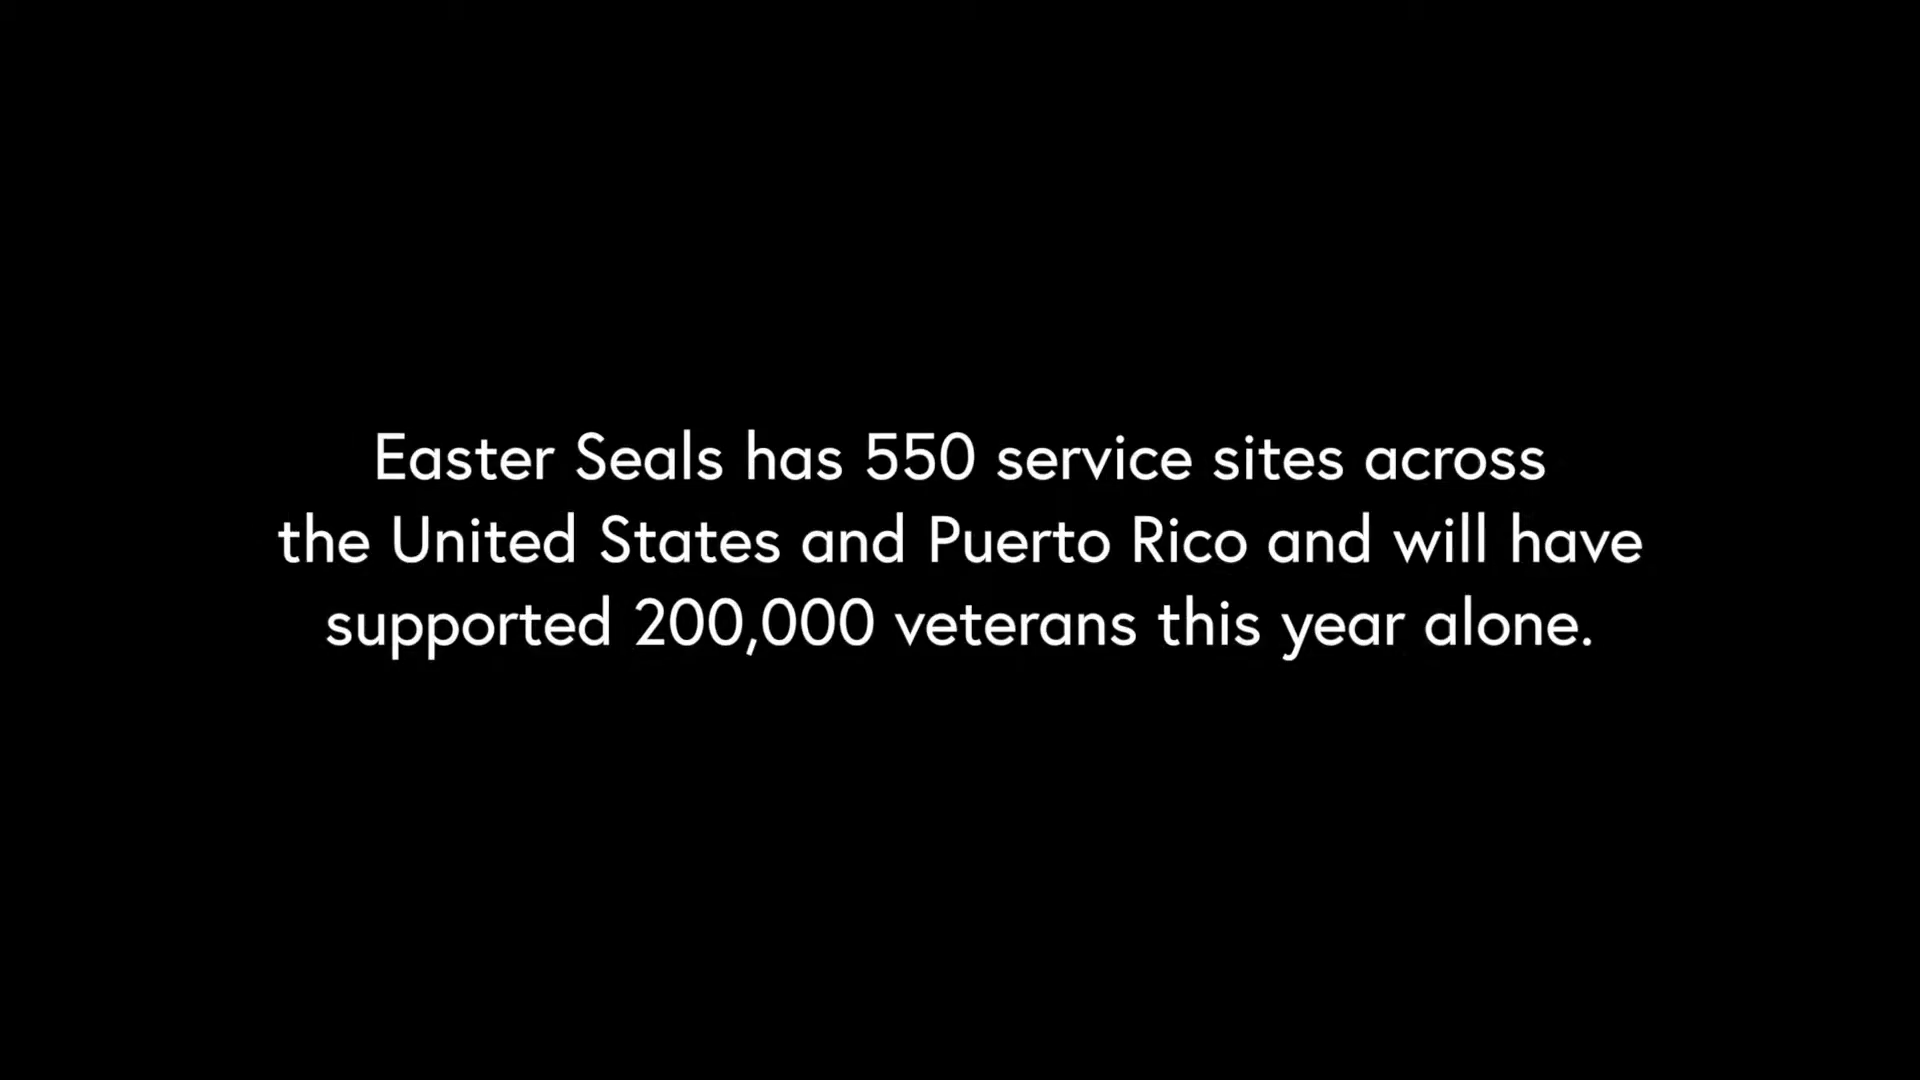 Easter Seals has 550 service sites across
the United States and Puerto Rico and will have
supported 200,000 veterans this year alone.